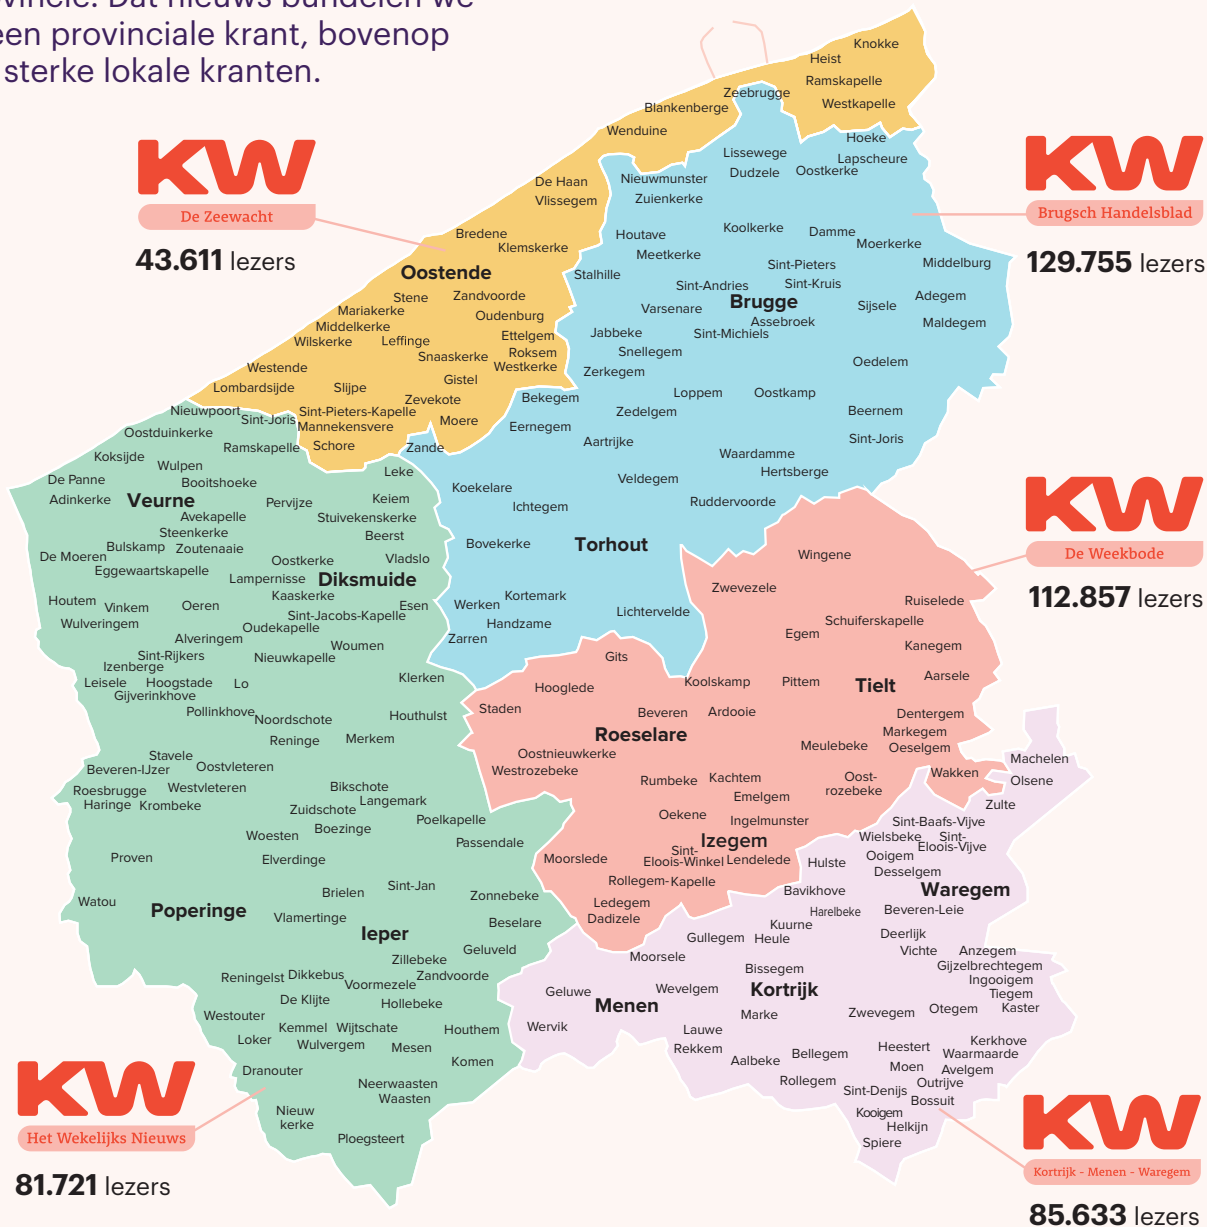 vincie. Dat nieuws bundelen we
een provinciale krant, bovenop
sterke lokale kranten.
KW
De Zeewacht
43.611 lezers
KW
Brugsch Handelsblad
129.755 lezers
KW
De Weekbode
112.857 lezers
KW
Het Wekelijks Nieuws
81.721 lezers
KW
Kortrijk - Menen - Waregem
85.633 lezers
Knokke
Heist
Ramskapelle
Westkapelle
Zeebrugge
Blankenberge
Wenduine
De Haan
Vlissegem
Bredene
Klemskerke
Oostende
Stene
Zandvoorde
Mariakerke
Oudenburg
Middelkerke
Wilskerke
Leffinge
Ettelgem
Snaaskerke
Roksem
Westkerke
Westende
Lombardsijde
Slijpe
Gistel
Zevekote
Sint-Pieters-Kapelle
Mannekensvere
Moere
Schore
Hoeke
Lissewege
Lapscheure
Dudzele
Oostkerke
Nieuwmunster
Zuienkerke
Koolkerke
Damme
Houtave
Moerkerke
Meetkerke
Middelburg
Stalhille
Sint-Pieters
Sint-Andries
Sint-Kruis
Brugge
Adegem
Varsenare
Sijsele
Assebroek
Maldegem
Jabbeke
Sint-Michiels
Snellegem
Oedelem
Zerkegem
Loppem
Oostkamp
Bekegem
Zedelgem
Beernem
Eernegem
Aartrijke
Sint-Joris
Zande
Waardamme
Hertsberge
Veldegem
Koekelare
Ichtegem
Ruddervoorde
Bovekerke
Torhout
Kortemark
Werken
Lichtervelde
Handzame
Zarren
Nieuwpoort
Sint-Joris
Oostduinkerke
Ramskapelle
Koksijde
Wulpen
Leke
De Panne
Booitshoeke
Adinkerke
Veurne
Pervijze
Keiem
Avekapelle
Stuivekenskerke
Steenkerke
Beerst
Bulskamp
Zoutenaaie
De Moeren
Oostkerke
Vladslo
Eggewaartskapelle
Lampernisse
Diksmuide
Kaaskerke
Houtem
Vinkem
Oeren
Esen
Sint-Jacobs-Kapelle
Wulveringem
Oudekapelle
Alveringem
Woumen
Sint-Rijkers
Nieuwkapelle
Izenberge
Klerken
Leisele
Hoogstade
Lo
Gijverinkhove
Pollinkhove
Noordschote
Houthulst
Reninge
Merkem
Stavele
Beveren-IJzer
Oostvleteren
Roesbrugge
Westvleteren
Bikschote
Haringe
Krombeke
Langemark
Zuidschote
Poelkapelle
Boezinge
Woesten
Passendale
Proven
Elverdinge
Brielen
Sint-Jan
Zonnebeke
Watou
Poperinge
Vlamertinge
Beselare
Ieper
Geluveld
Zillebeke
Reningelst
Dikkebus
Zandvoorde
Voormezele
De Klijte
Hollebeke
Westouter
Kemmel
Wijtschate
Houthem
Loker
Wulvergem
Mesen
Komen
Dranouter
Neerwaasten
Waasten
Nieuw
kerke
Ploegsteert
Wingene
Zwevezele
Ruiselede
Schuiferskapelle
Egem
Kanegem
Gits
Koolskamp
Pittem
Tielt
Aarsele
Hooglede
Staden
Beveren
Ardooie
Dentergem
Roeselare
Markegem
Meulebeke
Oeselgem
Oostnieuwkerke
Westrozebeke
Rumbeke
Kachtem
Oost-
rozebeke
Wakken
Emelgem
Oekene
Ingelmunster
Izegem
Sint-
Eloois-Winkel
Lendelede
Moorslede
Rollegem-Kapelle
Ledegem
Dadizele
Machelen
Olsene
Zulte
Sint-Baafs-Vijve
Wielsbeke
Sint-
Eloois-Vijve
Hulste
Ooigem
Desselgem
Bavikhove
Waregem
Harelbeke
Beveren-Leie
Kuurne
Gullegem
Heule
Deerlijk
Moorsele
Vichte
Anzegem
Bissegem
Gijzelbrechtegem
Ingooigem
Geluwe
Wevelgem
Kortrijk
Tiegem
Menen
Marke
Zwevegem
Otegem
Kaster
Wervik
Lauwe
Rekkem
Heestert
Kerkhove
Aalbeke
Bellegem
Waarmaarde
Moen
Avelgem
Rollegem
Outrijve
Sint-Denijs
Bossuit
Kooigem
Helkijn
Spiere